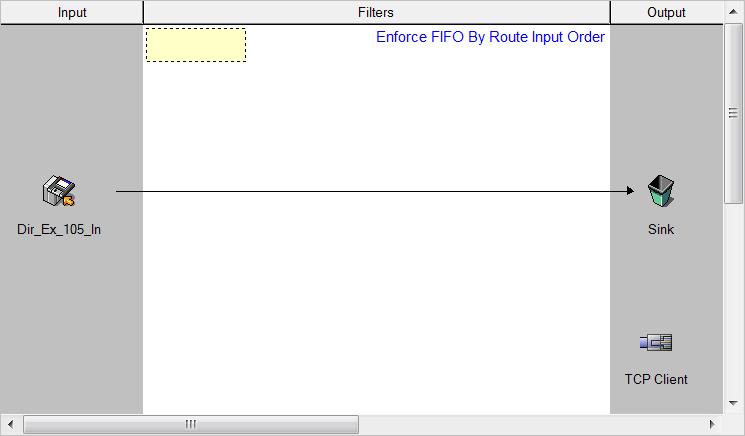 Input Filters Output
Enforce FIFO By Route Input Order
Dir_Ex_105_In
Sink
TCP Client